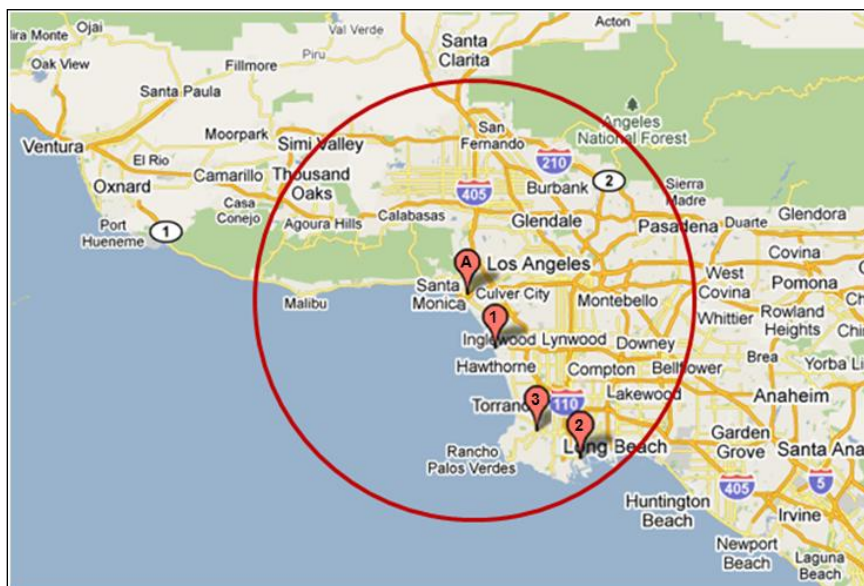 Ojai
Val Verde
Acton
Oak View
Fillmore
Piru
Santa
Clarita
Santa Paula
Angeles
National Forest
Ventura
Moorpark
Simi Valley
San
Fernando
El Rio
Camarillo
Thousand
Oaks
405
210
Burbank
2
Sierra
Madre
Oxnard
Casa
Conejo
Calabasas
Glendale
Pasadena
Duarte
Glendora
Port
Hueneme
1
Agoura Hills
A
Los Angeles
Covina
West
Covina
Pomona
Malibu
Santa
Monica
Culver City
Montebello
Whittier
Rowland
Heights
1
Inglewood
Lynwood
Downey
Brea
Yorba Li
Hawthorne
Compton
Bellflower
Lakewood
Anaheim
3
110
Torran
2
Long Beach
Rancho
Palos Verdes
Garden
Grove
Santa Ana
405
5
Huntington
Beach
Irvine
Newport
Beach
Laguna
Beach